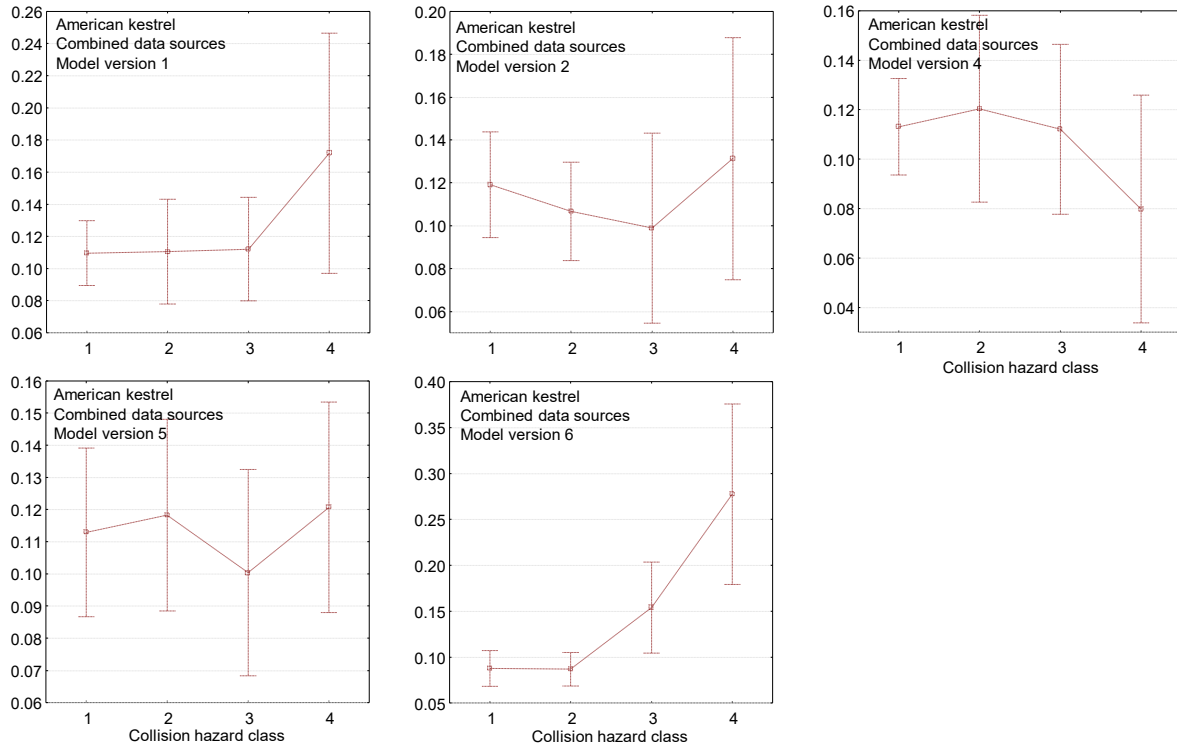 American kestrel
Combined data sources
Model version 1
0.26
0.24
0.22
0.20
0.18
0.16
0.14
0.12
0.10
0.08
0.06
1 2 3 4
American kestrel
Combined data sources
Model version 2
0.20
0.18
0.16
0.14
0.12
0.10
0.08
0.06
1 2 3 4
American kestrel
Combined data sources
Model version 4
0.16
0.14
0.12
0.10
0.08
0.06
0.04
1 2 3 4
Collision hazard class
American kestrel
Combined data sources
Model version 5
0.16
0.15
0.14
0.13
0.12
0.11
0.10
0.09
0.08
0.07
0.06
1 2 3 4
Collision hazard class
American kestrel
Combined data sources
Model version 6
0.40
0.35
0.30
0.25
0.20
0.15
0.10
0.05
1 2 3 4
Collision hazard class